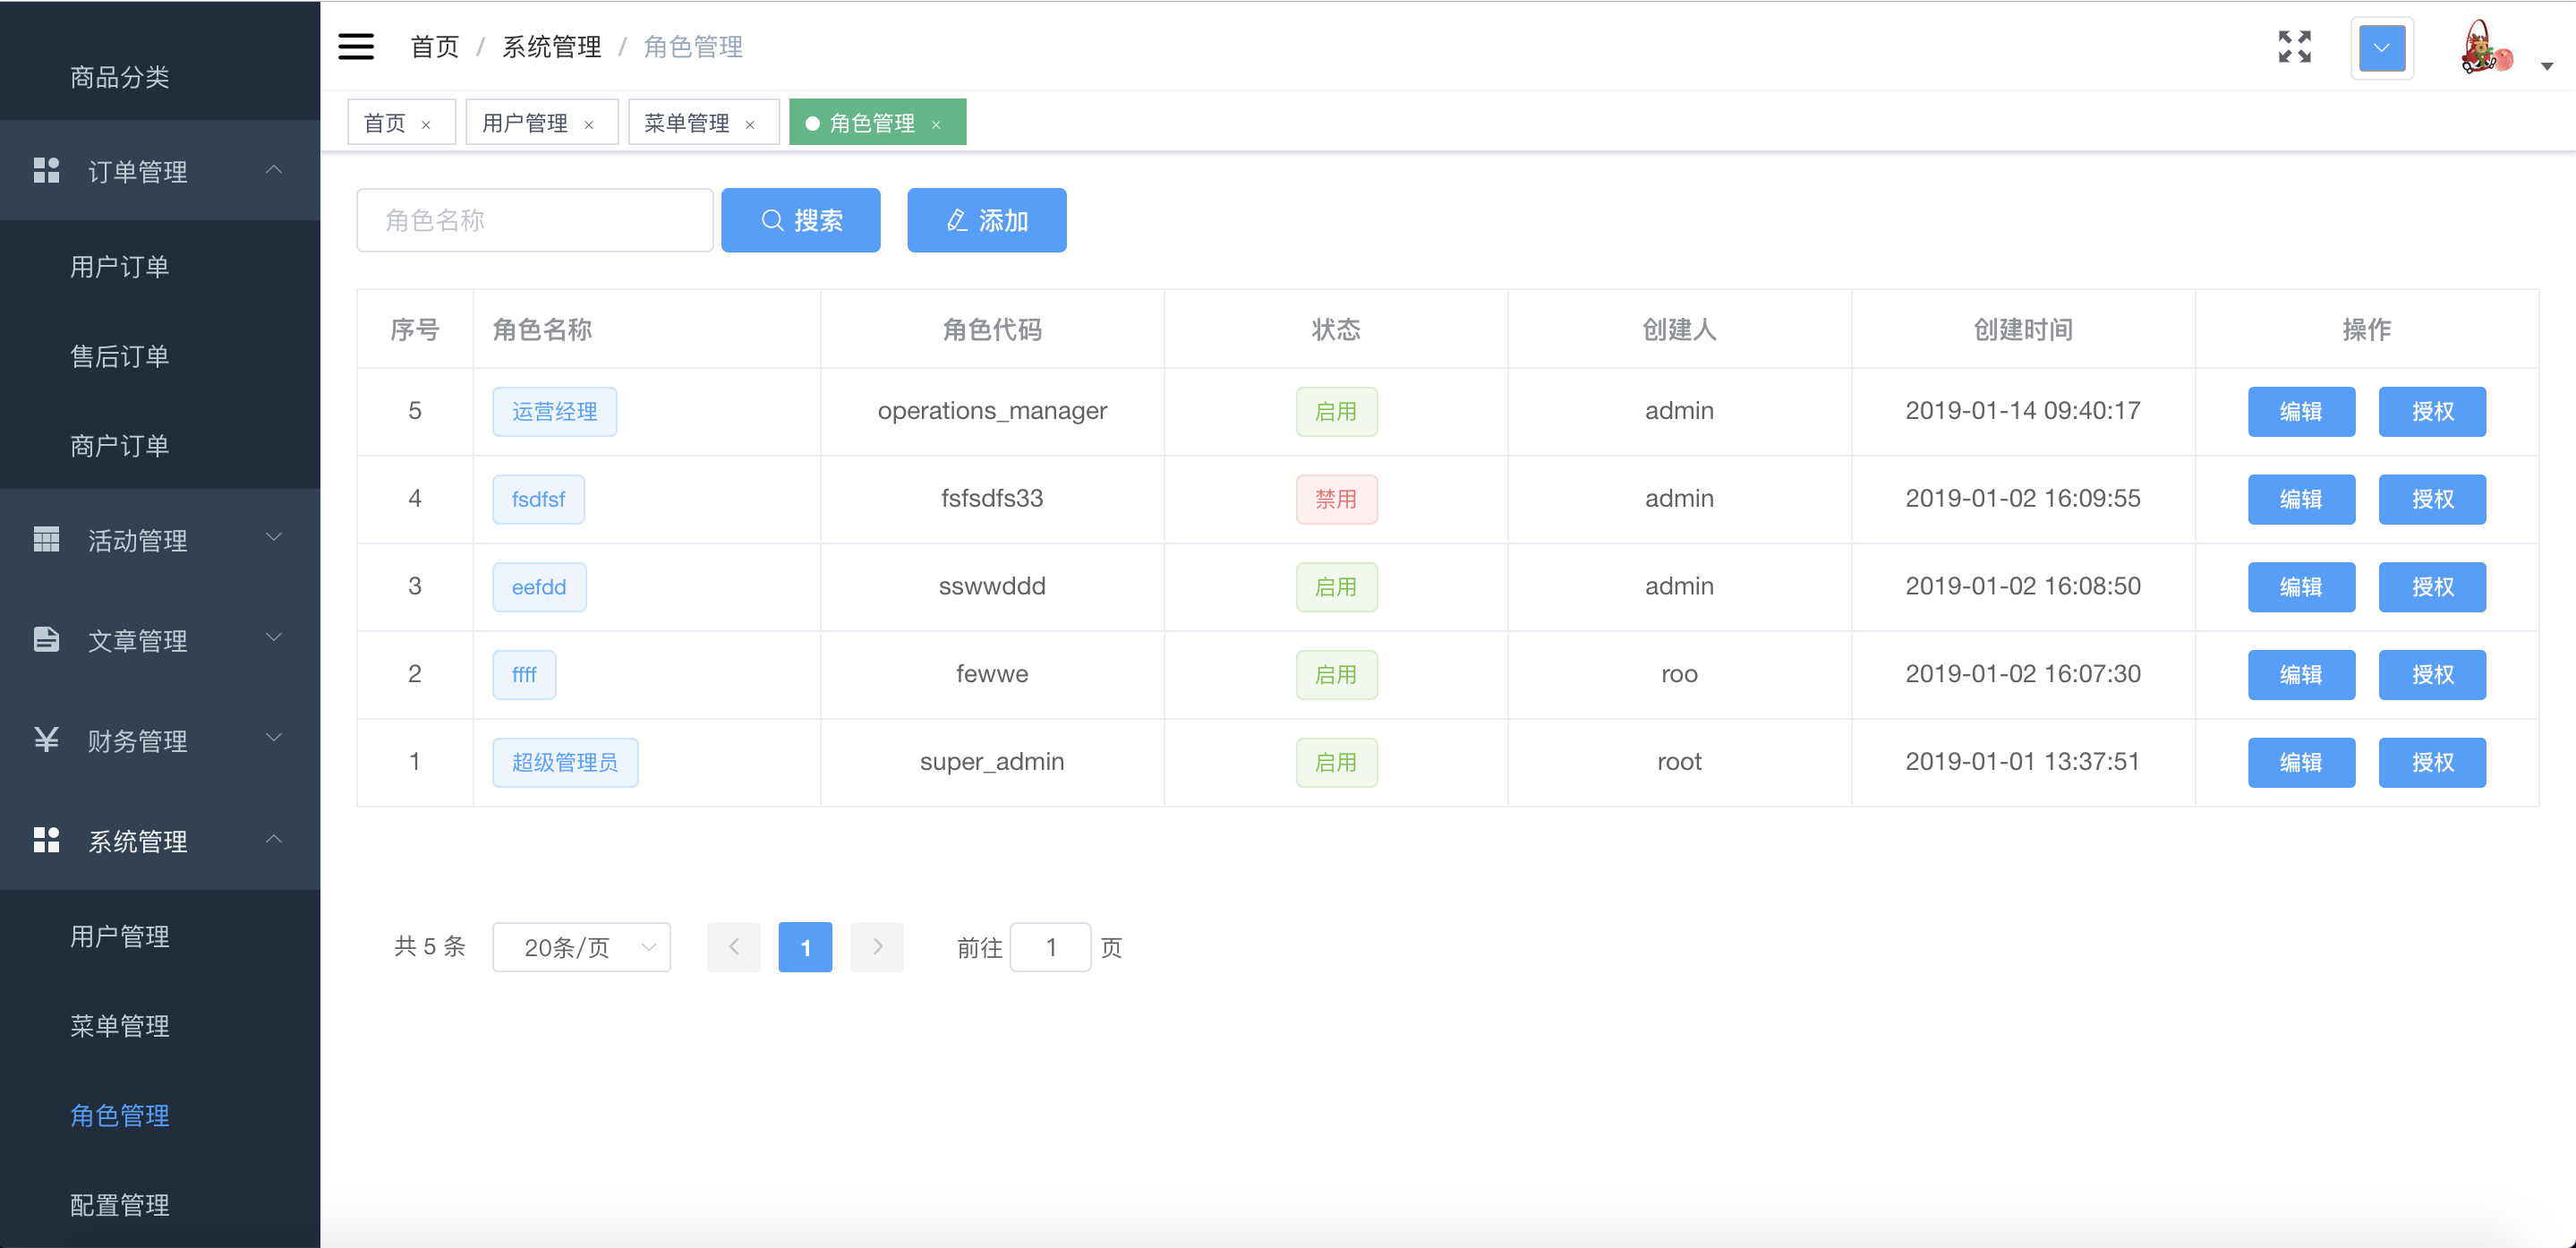 商品分类
订单管理
用户订单
售后订单
商户订单
活动管理
文章管理
财务管理
系统管理
用户管理
菜单管理
角色管理
配置管理
首页 / 系统管理 / 角色管理
首页 × 用户管理 × 菜单管理 × 角色管理 ×
角色名称 搜索 添加
序号 角色名称 角色代码 状态 创建人 创建时间 操作
5 运营经理 operations_manager 启用 admin 2019-01-14 09:40:17 编辑 授权
4 fsdfsf fsfsdfs33 禁用 admin 2019-01-02 16:09:55 编辑 授权
3 eefdd sswwddd 启用 admin 2019-01-02 16:08:50 编辑 授权
2 ffff fewwe 启用 roo 2019-01-02 16:07:30 编辑 授权
1 超级管理员 super_admin 启用 root 2019-01-01 13:37:51 编辑 授权
共 5 条 20条/页 1 前往 1 页